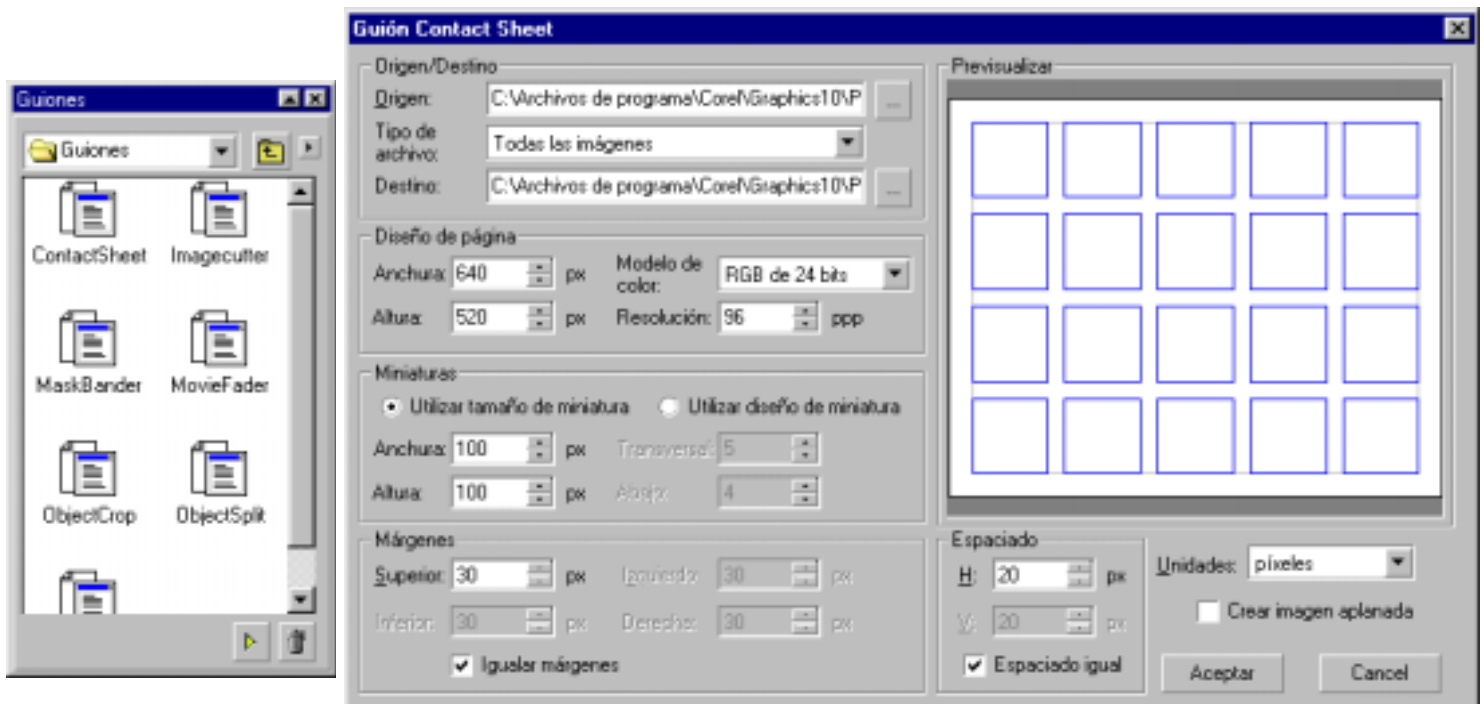 Guiones
Guiones
ContactSheet Imagecutter
MaskBander MovieFader
ObjectCrop ObjectSplit
Guión Contact Sheet
Origen/Destino
Origen: C:\Archivos de programa\Corel\Graphics10\P ...
Tipo de archivo: Todas las imágenes
Destino: C:\Archivos de programa\Corel\Graphics10\P ...
Diseño de página
Anchura: 640 px Modelo de color: RGB de 24 bits
Altura: 520 px Resolución: 96 ppp
Miniaturas
Utilizar tamaño de miniatura Utilizar diseño de miniatura
Anchura: 100 px Transversal: 5
Altura: 100 px Abajo: 4
Márgenes
Superior: 30 px Izquierdo: 30 px
Inferior: 30 px Derecho: 30 px
Igualar márgenes
Previsualizar
Espaciado
H: 20 px
V: 20 px
Espaciado igual
Unidades: píxeles
Crear imagen aplanada
Aceptar Cancel